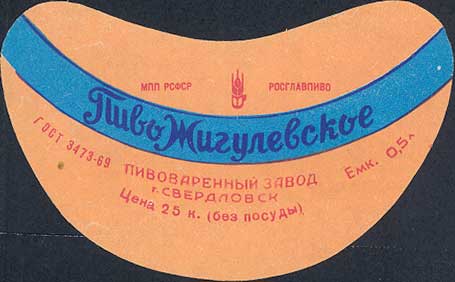 МПП РСФСР
РОСГЛАВПИВО
Пиво Жигулевское
ГОСТ 3473-69
ПИВОВАРЕННЫЙ ЗАВОД
г. СВЕРДЛОВСК
Цена 25 к. (без посуды)
Емк. 0,5 л